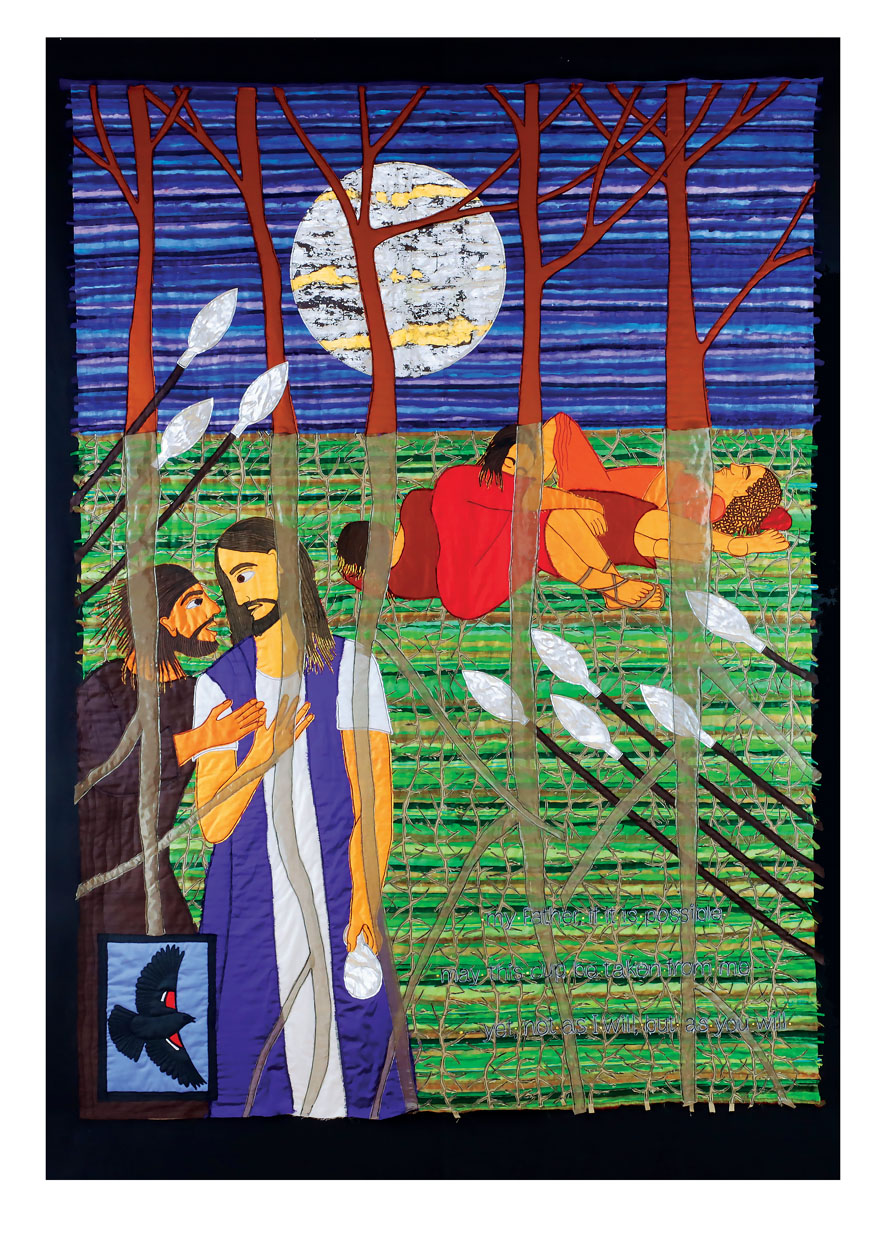 my father, if it is possible
may this cup be taken from me
yet not as I will, but as you will